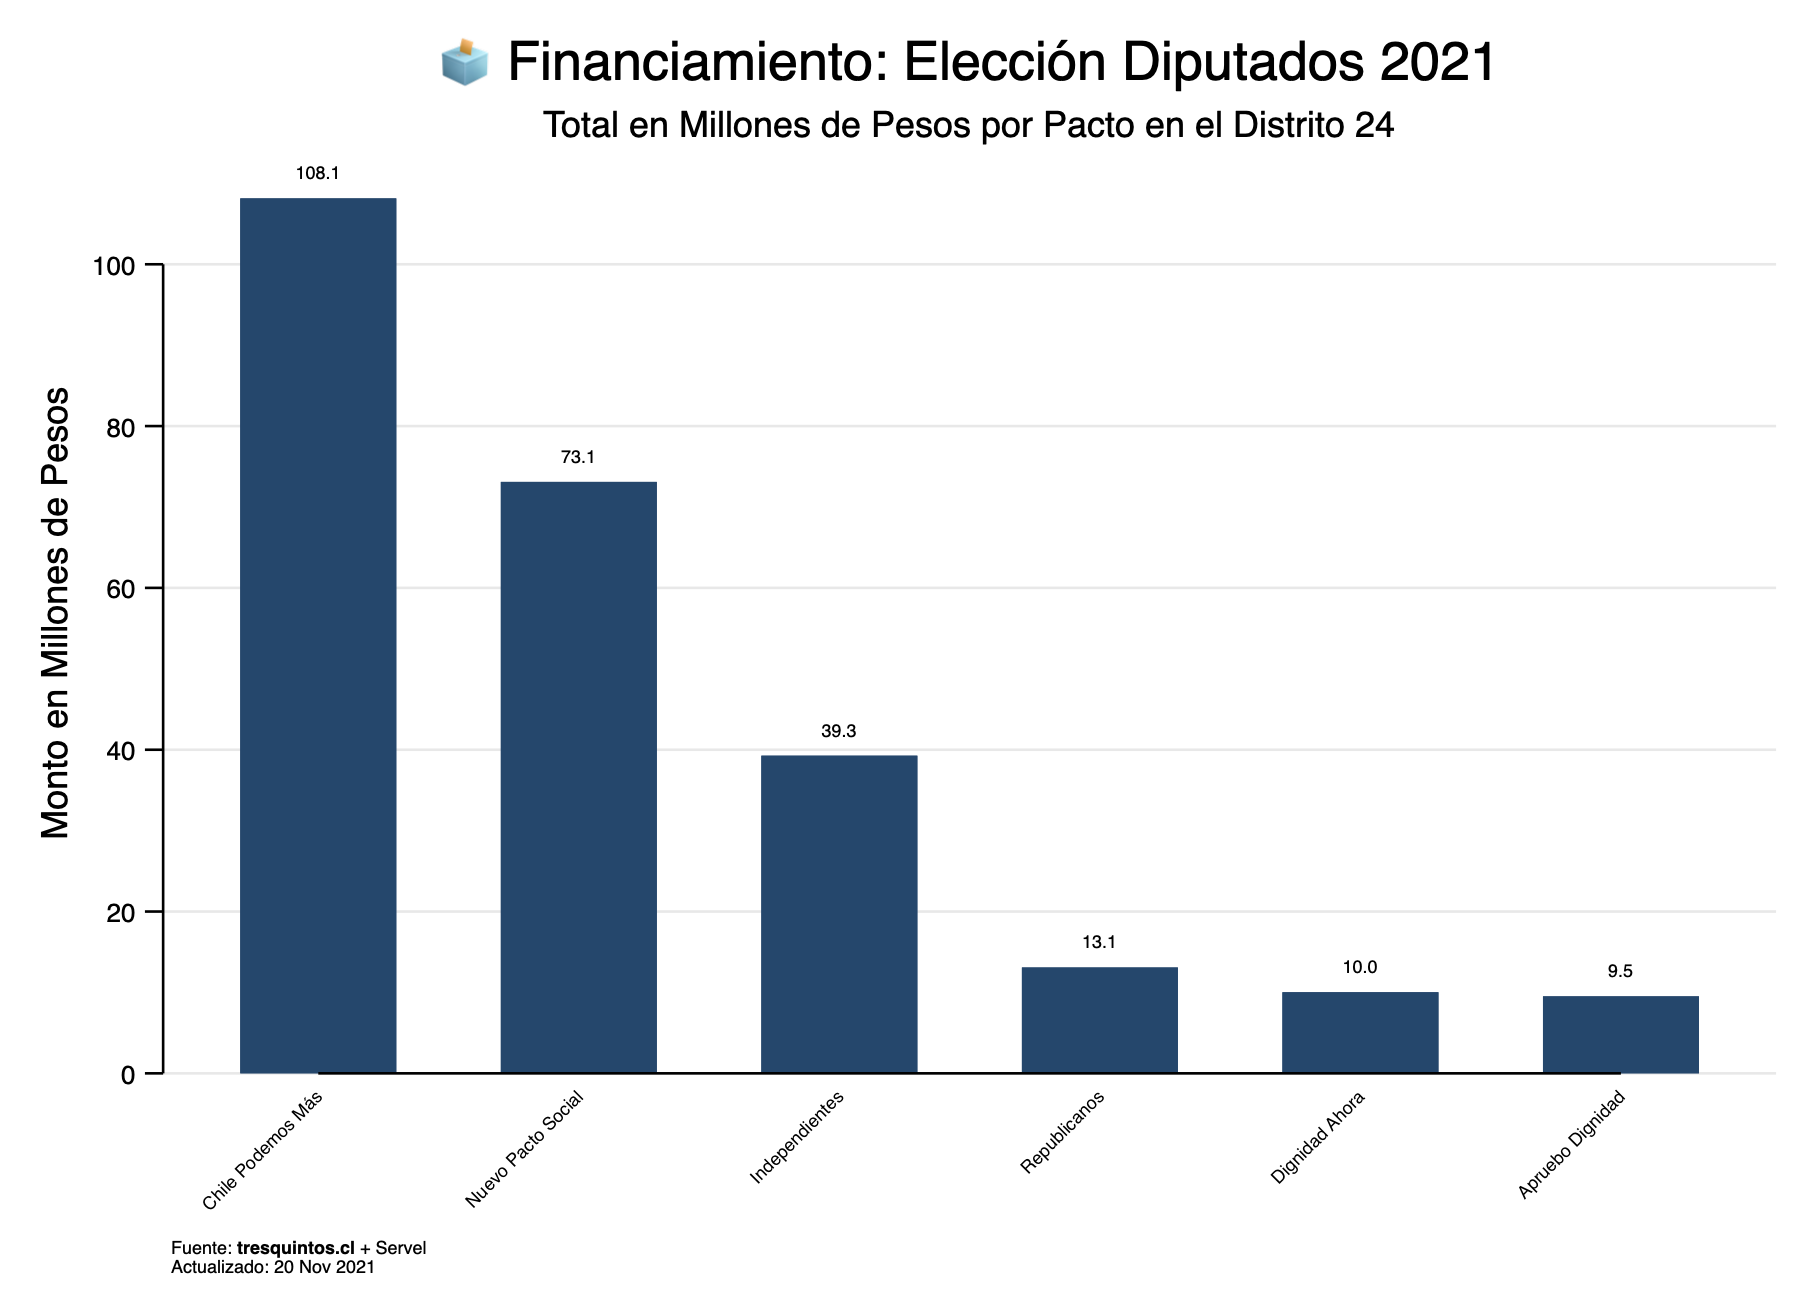 Financiamiento: Elección Diputados 2021
Total en Millones de Pesos por Pacto en el Distrito 24
Monto en Millones de Pesos
100
80
60
40
20
0
108.1
73.1
39.3
13.1
10.0
9.5
Chile Podemos Más
Nuevo Pacto Social
Independientes
Republicanos
Dignidad Ahora
Apruebo Dignidad
Fuente: tresquintos.cl + Servel
Actualizado: 20 Nov 2021